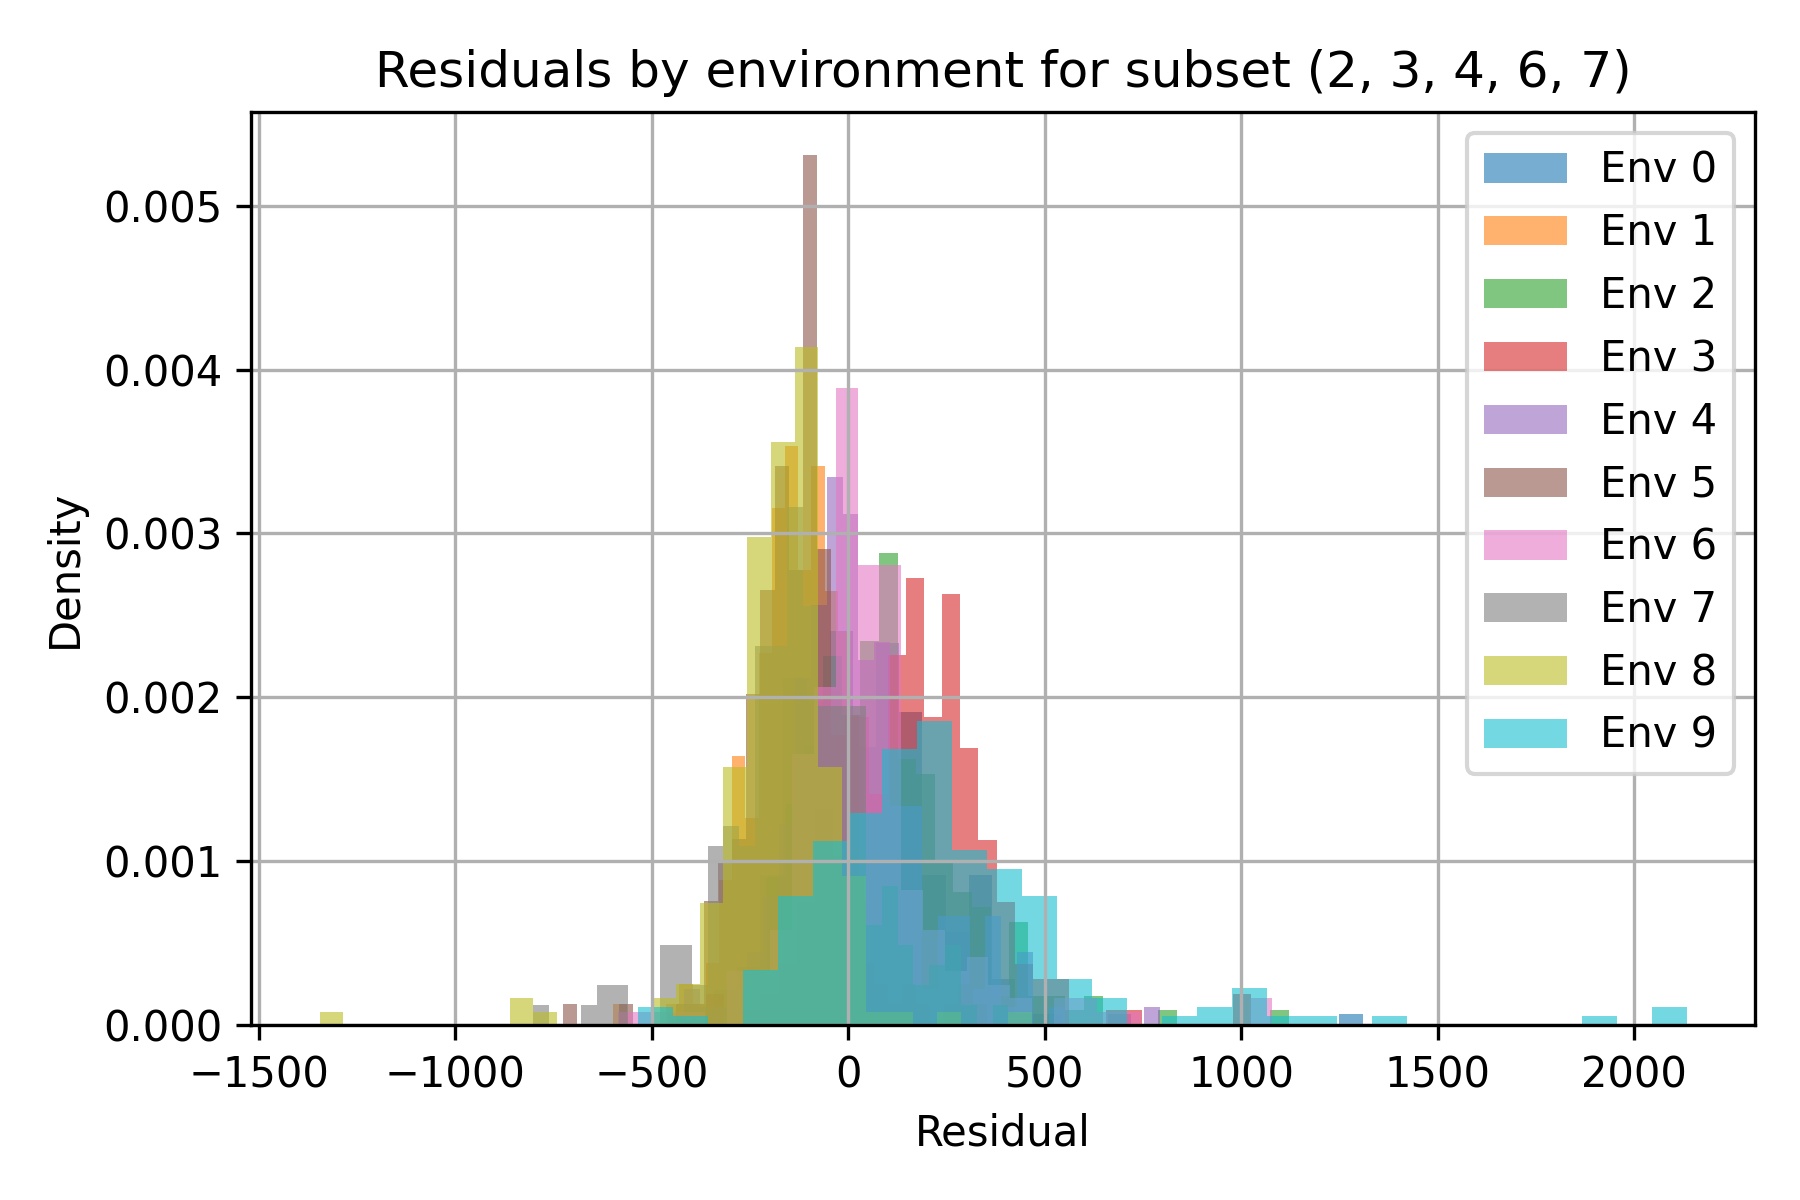 Residuals by environment for subset (2, 3, 4, 6, 7)
Density
0.005
0.004
0.003
0.002
0.001
0.000
−1500 −1000 −500 0 500 1000 1500 2000
Residual
Env 0
Env 1
Env 2
Env 3
Env 4
Env 5
Env 6
Env 7
Env 8
Env 9